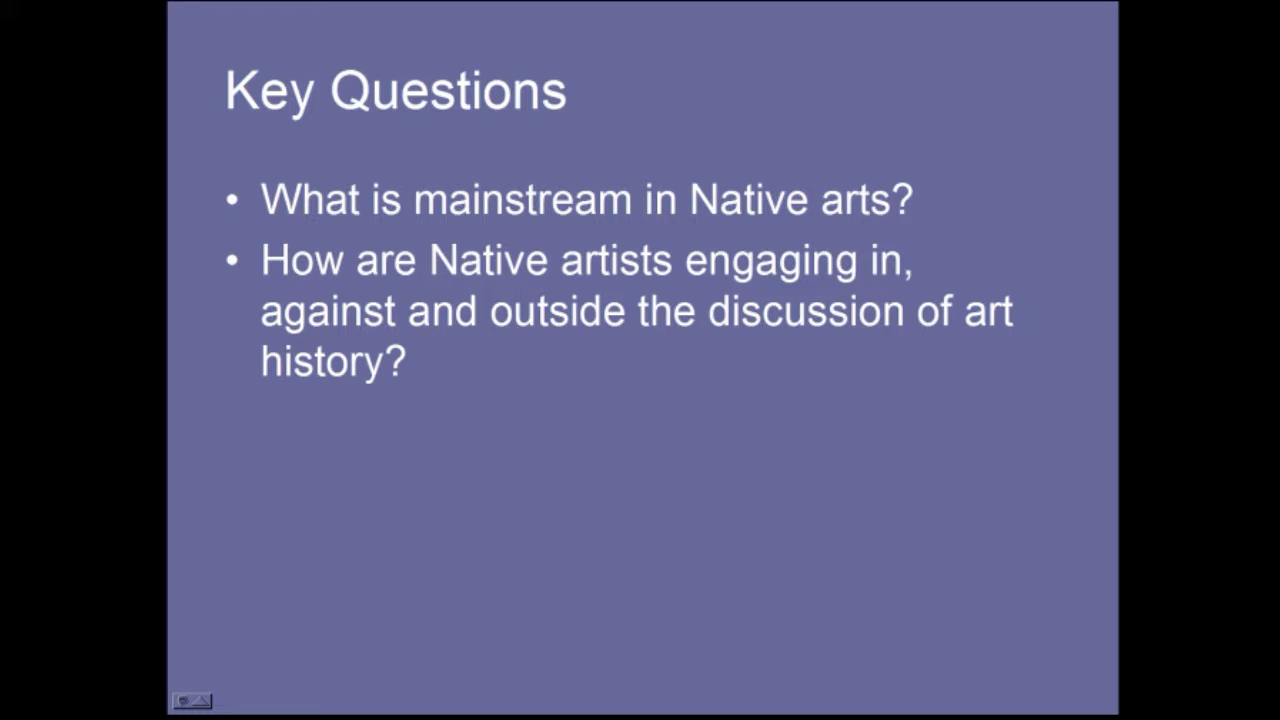 Key Questions
• What is mainstream in Native arts?
• How are Native artists engaging in,
against and outside the discussion of art
history?